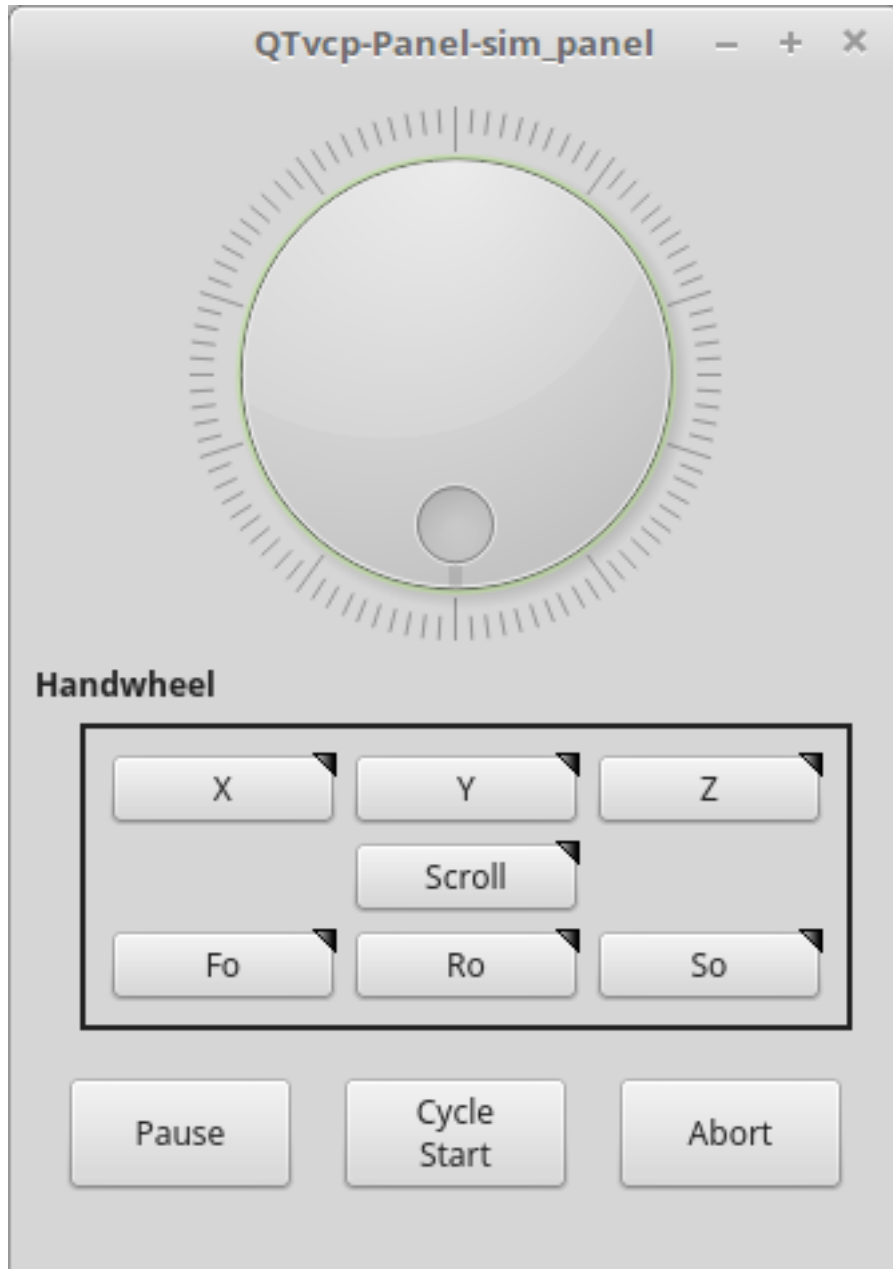 QTvcp-Panel-sim_panel
Handwheel
X
Y
Z
Scroll
Fo
Ro
So
Pause
Cycle
Start
Abort